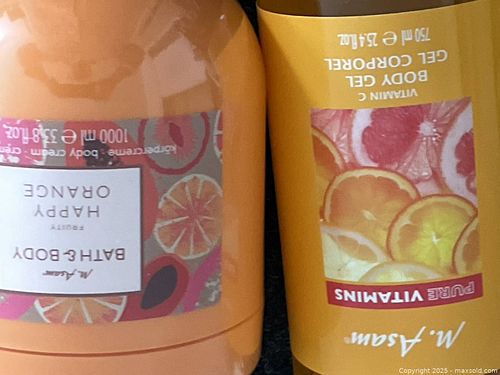 M. Asam
BATH & BODY
FRUITY
HAPPY
ORANGE
körpercreme · body cream · crème
1000 ml ℮ 33.8 fl.oz.
M. Asam®
PURE VITAMINS
VITAMIN C
BODY GEL
GEL CORPOREL
750 ml ℮ 25.4 fl.oz.
Copyright 2025 - maxsold.com